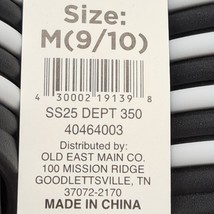 Size:
M(9/10)
4 30002 19139 8
SS25 DEPT 350
40464003
Distributed by:
OLD EAST MAIN CO.
100 MISSION RIDGE
GOODLETTSVILLE, TN
37072-2170
MADE IN CHINA